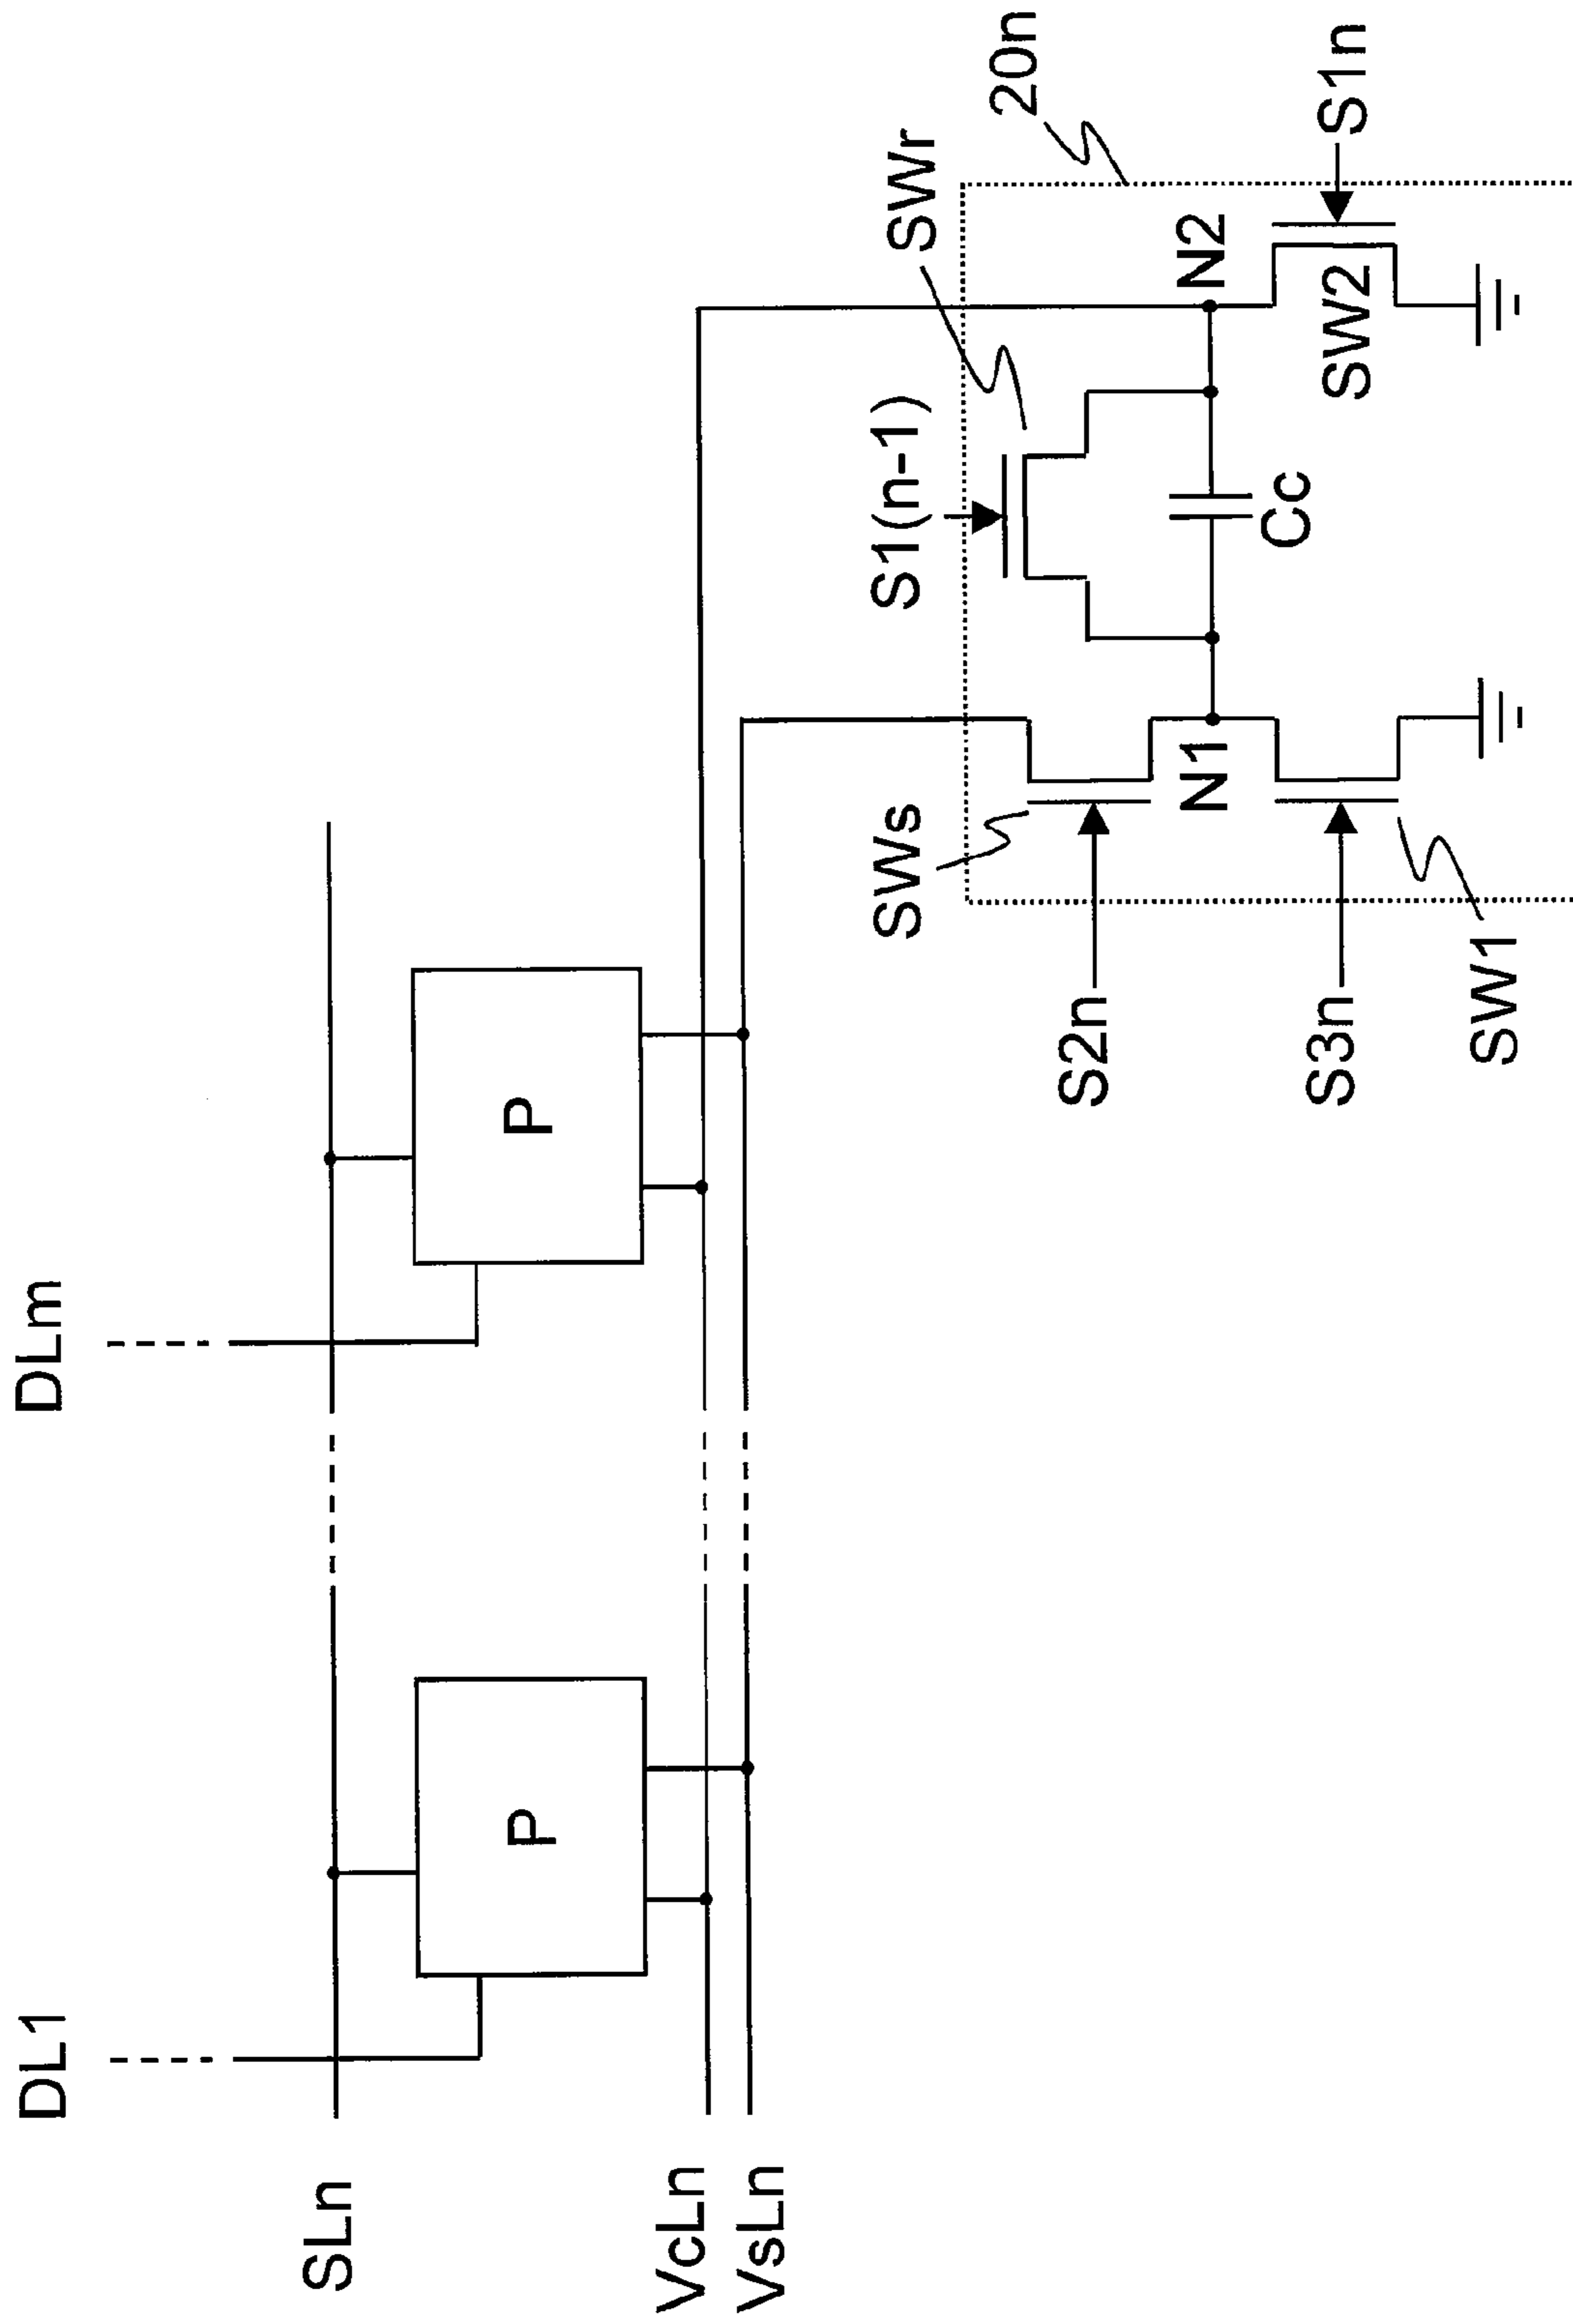 DL1
DLm
SLn
P
P
VcLn
VsLn
SWs
S1(n-1)
SWr
20n
S2n
N1
Cc
N2
S1n
S3n
SW2
SW1